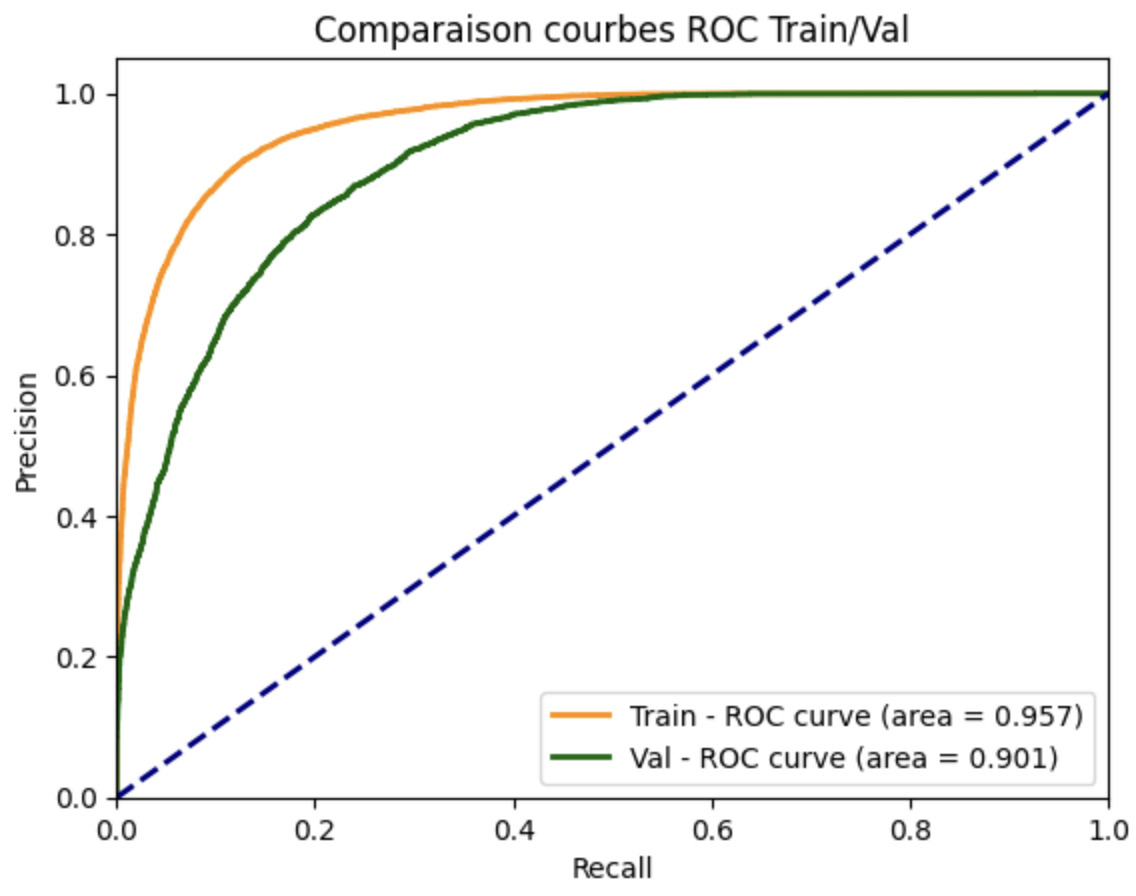 Comparaison courbes ROC Train/Val
1.0
0.8
0.6
0.4
0.2
0.0
Precision
Train - ROC curve (area = 0.957)
Val - ROC curve (area = 0.901)
0.0 0.2 0.4 0.6 0.8 1.0
Recall